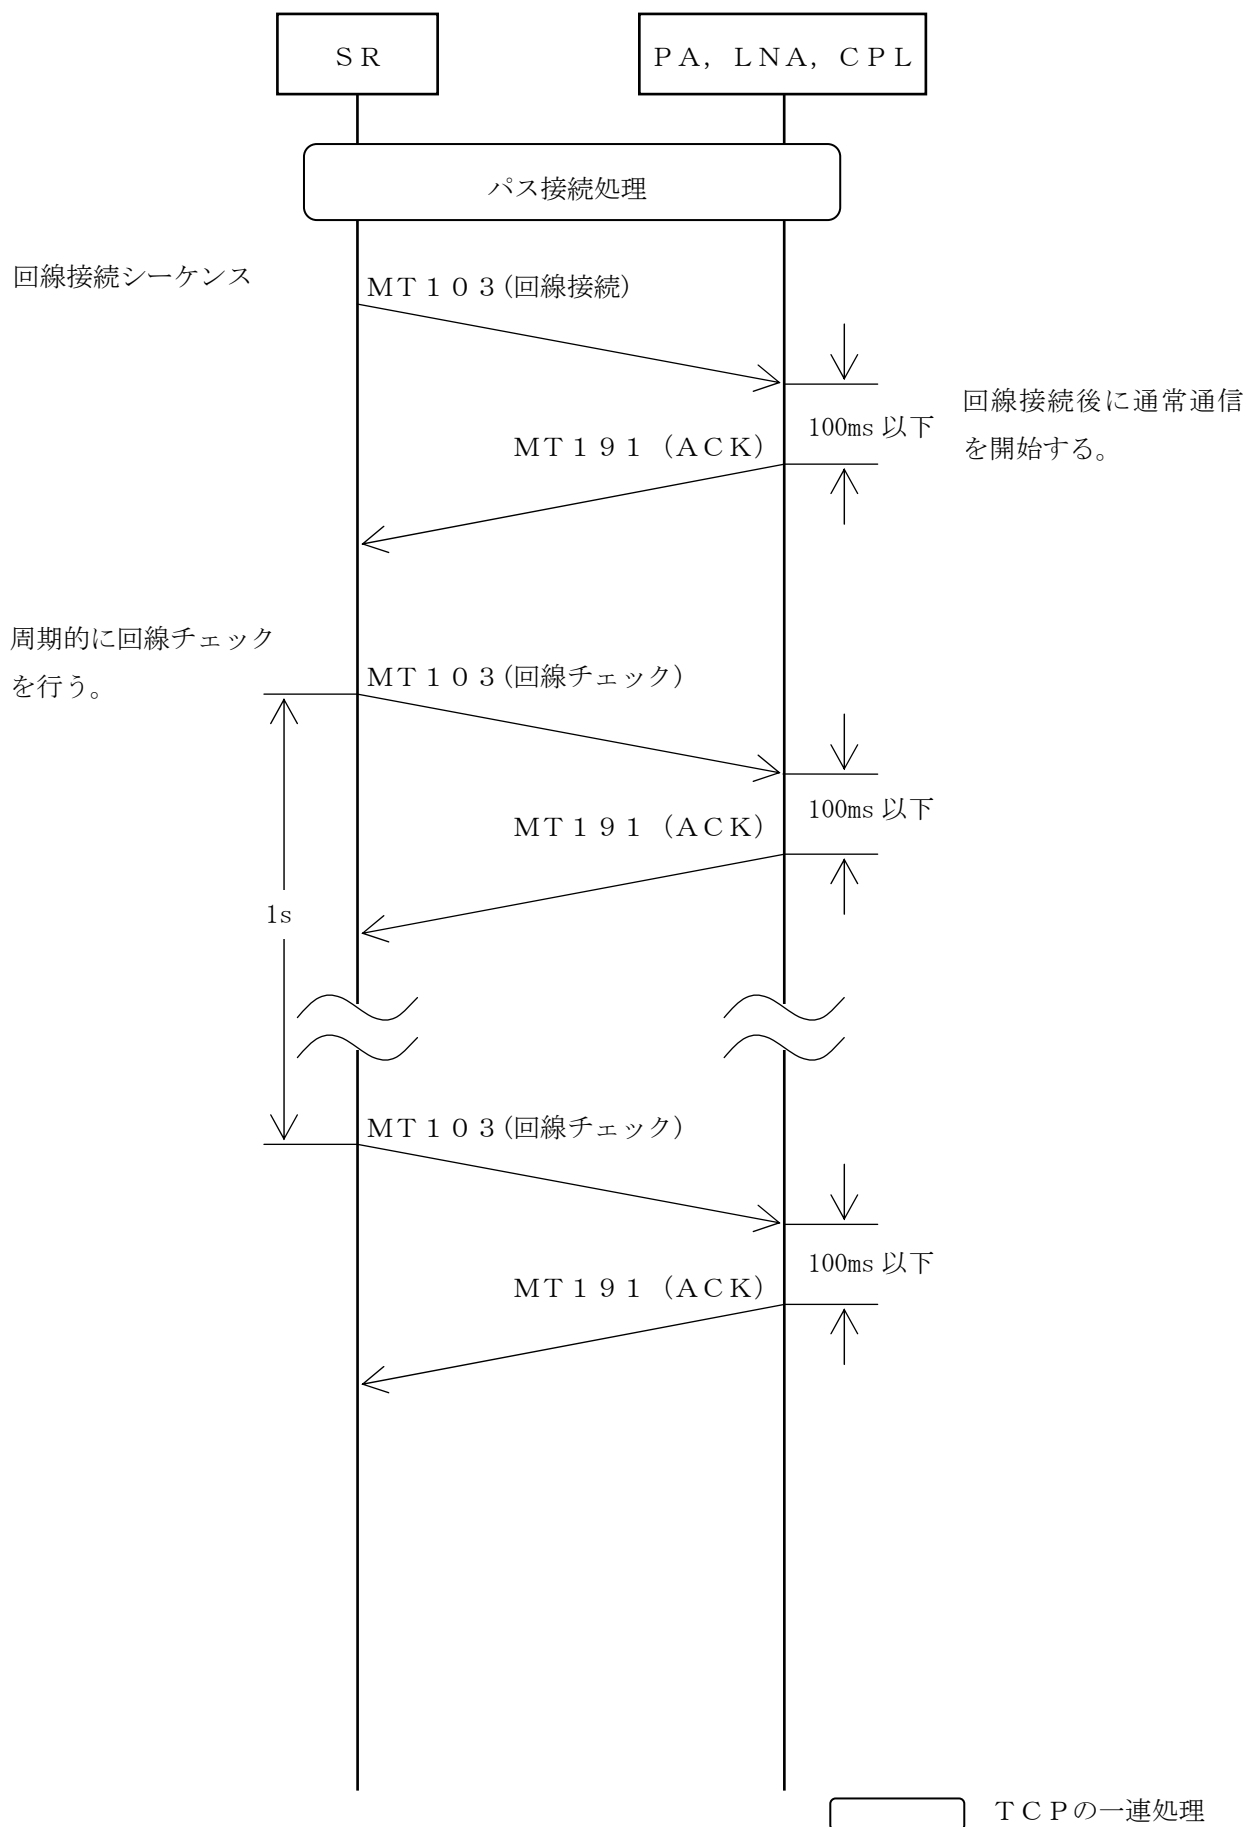 ＳＲ
ＰＡ，ＬＮＡ，ＣＰＬ
パス接続処理
回線接続シーケンス
ＭＴ１０３(回線接続)
回線接続後に通常通信
を開始する。
100ms 以下
ＭＴ１９１（ＡＣＫ）
周期的に回線チェック
を行う。
ＭＴ１０３(回線チェック)
100ms 以下
ＭＴ１９１（ＡＣＫ）
1s
ＭＴ１０３(回線チェック)
100ms 以下
ＭＴ１９１（ＡＣＫ）
ＴＣＰの一連処理